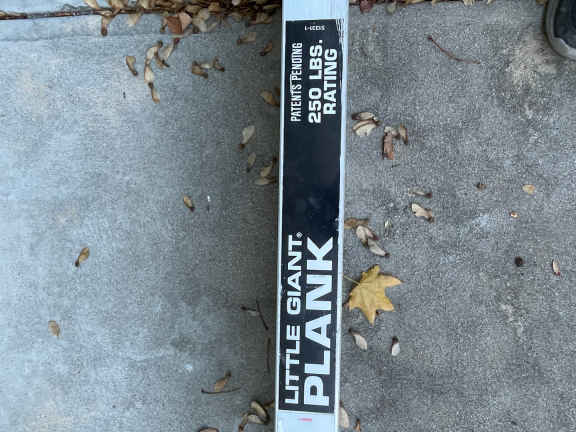 LITTLE GIANT®
PLANK
PATENTS PENDING
250 LBS.
RATING